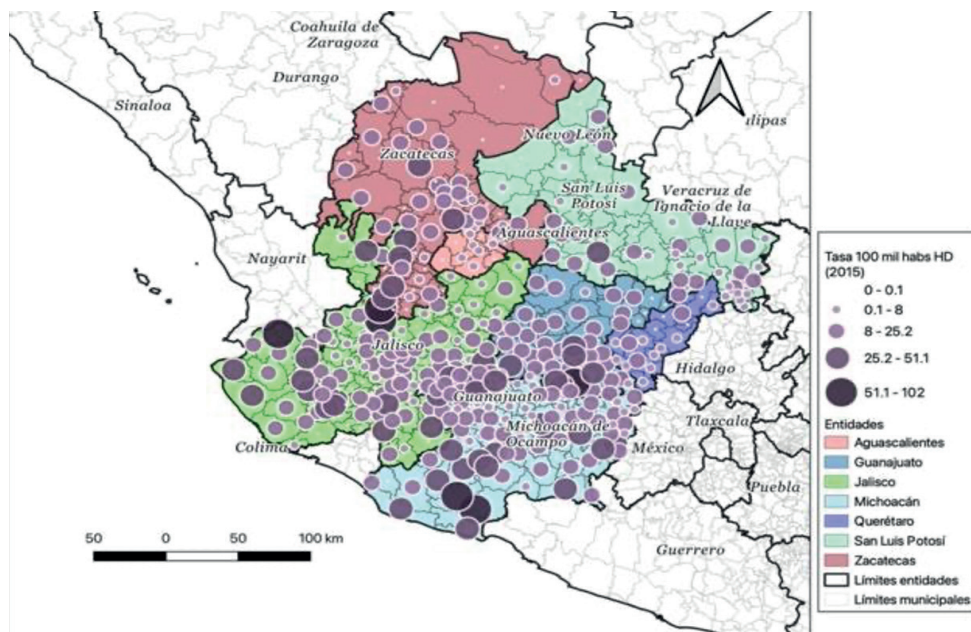 Coahuila de
Zaragoza
Durango
Sinaloa
Nuevo León
ılipas
Zacatecas
San Luis
Potosí
Veracruz de
Ignacio de la
Llave
Aguascalientes
Nayarit
Jalisco
Hidalgo
Guanajuato
Michoacán de
Ocampo
Tlaxcala
Colima
México
Puebla
Guerrero
50 0 50 100 km
Tasa 100 mil habs HD
(2015)
0 - 0.1
0.1 - 8
8 - 25.2
25.2 - 51.1
51.1 - 102
Entidades
Aguascalientes
Guanajuato
Jalisco
Michoacán
Querétaro
San Luis Potosí
Zacatecas
Límites entidades
Límites municipales